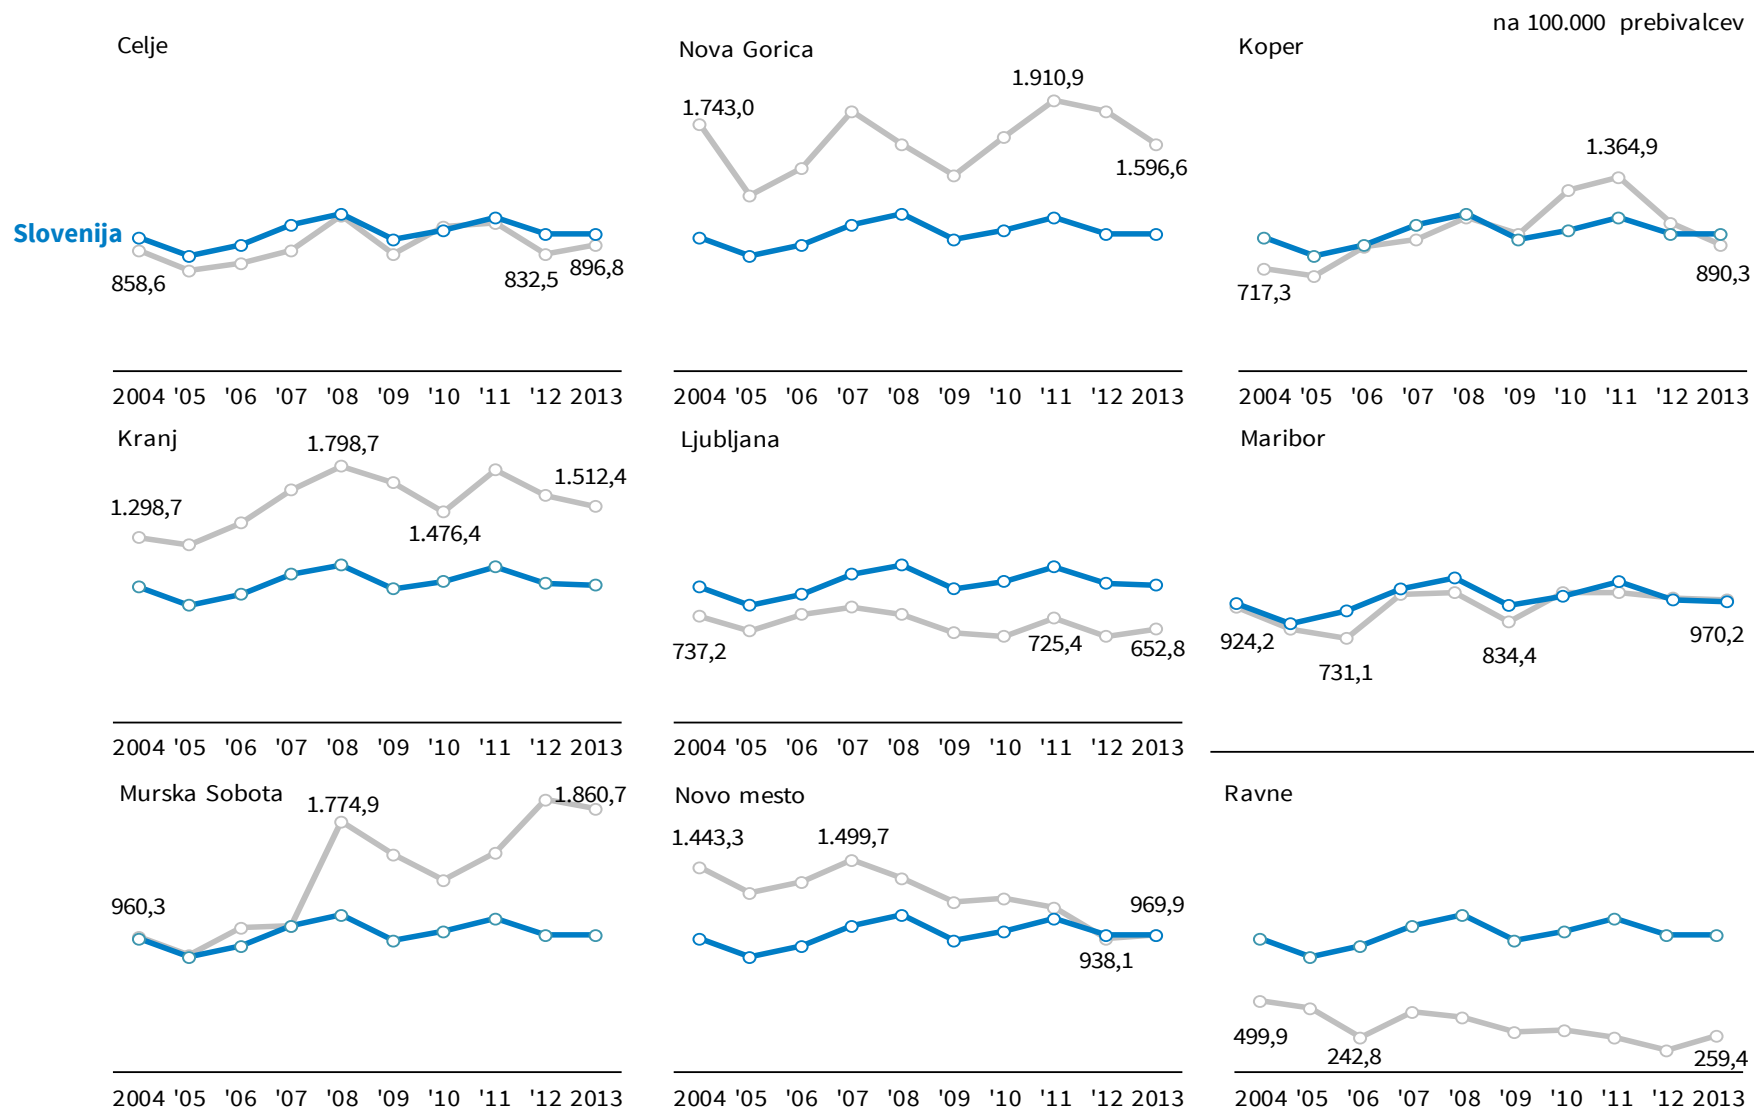 na 100.000 prebivalcev
Celje
Nova Gorica
Koper
1.743,0
1.910,9
1.596,6
1.364,9
Slovenija
858,6
832,5
896,8
717,3
890,3
2004 '05 '06 '07 '08 '09 '10 '11 '12 2013
2004 '05 '06 '07 '08 '09 '10 '11 '12 2013
2004 '05 '06 '07 '08 '09 '10 '11 '12 2013
Kranj
1.298,7
1.798,7
1.476,4
1.512,4
Ljubljana
737,2
725,4
652,8
Maribor
924,2
731,1
834,4
970,2
2004 '05 '06 '07 '08 '09 '10 '11 '12 2013
2004 '05 '06 '07 '08 '09 '10 '11 '12 2013
Murska Sobota
960,3
1.774,9
1.860,7
Novo mesto
1.443,3
1.499,7
938,1
969,9
Ravne
499,9
242,8
259,4
2004 '05 '06 '07 '08 '09 '10 '11 '12 2013
2004 '05 '06 '07 '08 '09 '10 '11 '12 2013
2004 '05 '06 '07 '08 '09 '10 '11 '12 2013